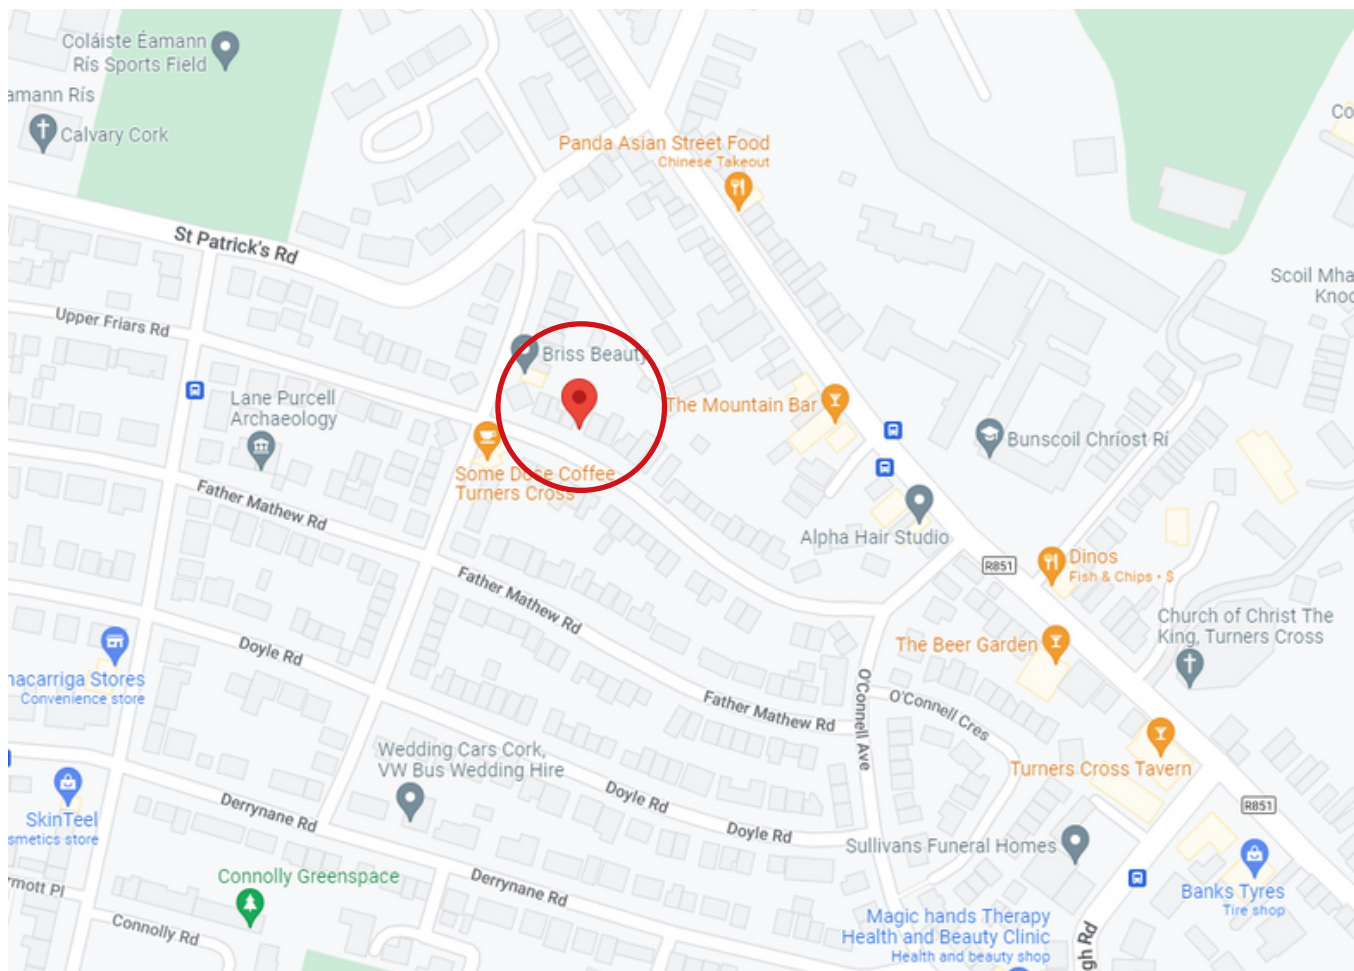 Coláiste Éamann
Rís Sports Field
amann Rís
Calvary Cork
Panda Asian Street Food
Chinese Takeout
Co
St Patrick's Rd
Scoil Mha
Knoc
Upper Friars Rd
Briss Beauty
Lane Purcell
Archaeology
The Mountain Bar
Bunscoil Chríost Rí
Some Dose Coffee
Turners Cross
Father Mathew Rd
Alpha Hair Studio
R851
Dinos
Fish & Chips • $
Father Mathew Rd
Church of Christ The
King, Turners Cross
Doyle Rd
The Beer Garden
nacarriga Stores
Convenience store
O'Connell Ave
O'Connell Cres
Father Mathew Rd
Wedding Cars Cork,
VW Bus Wedding Hire
Turners Cross Tavern
SkinTeel
smetics store
Derrynane Rd
Doyle Rd
Doyle Rd
R851
Sullivans Funeral Homes
Connolly Greenspace
Derrynane Rd
rmott Pl
Banks Tyres
Tire shop
Connolly Rd
Magic hands Therapy
Health and Beauty Clinic
Health and beauty shop
gh Rd